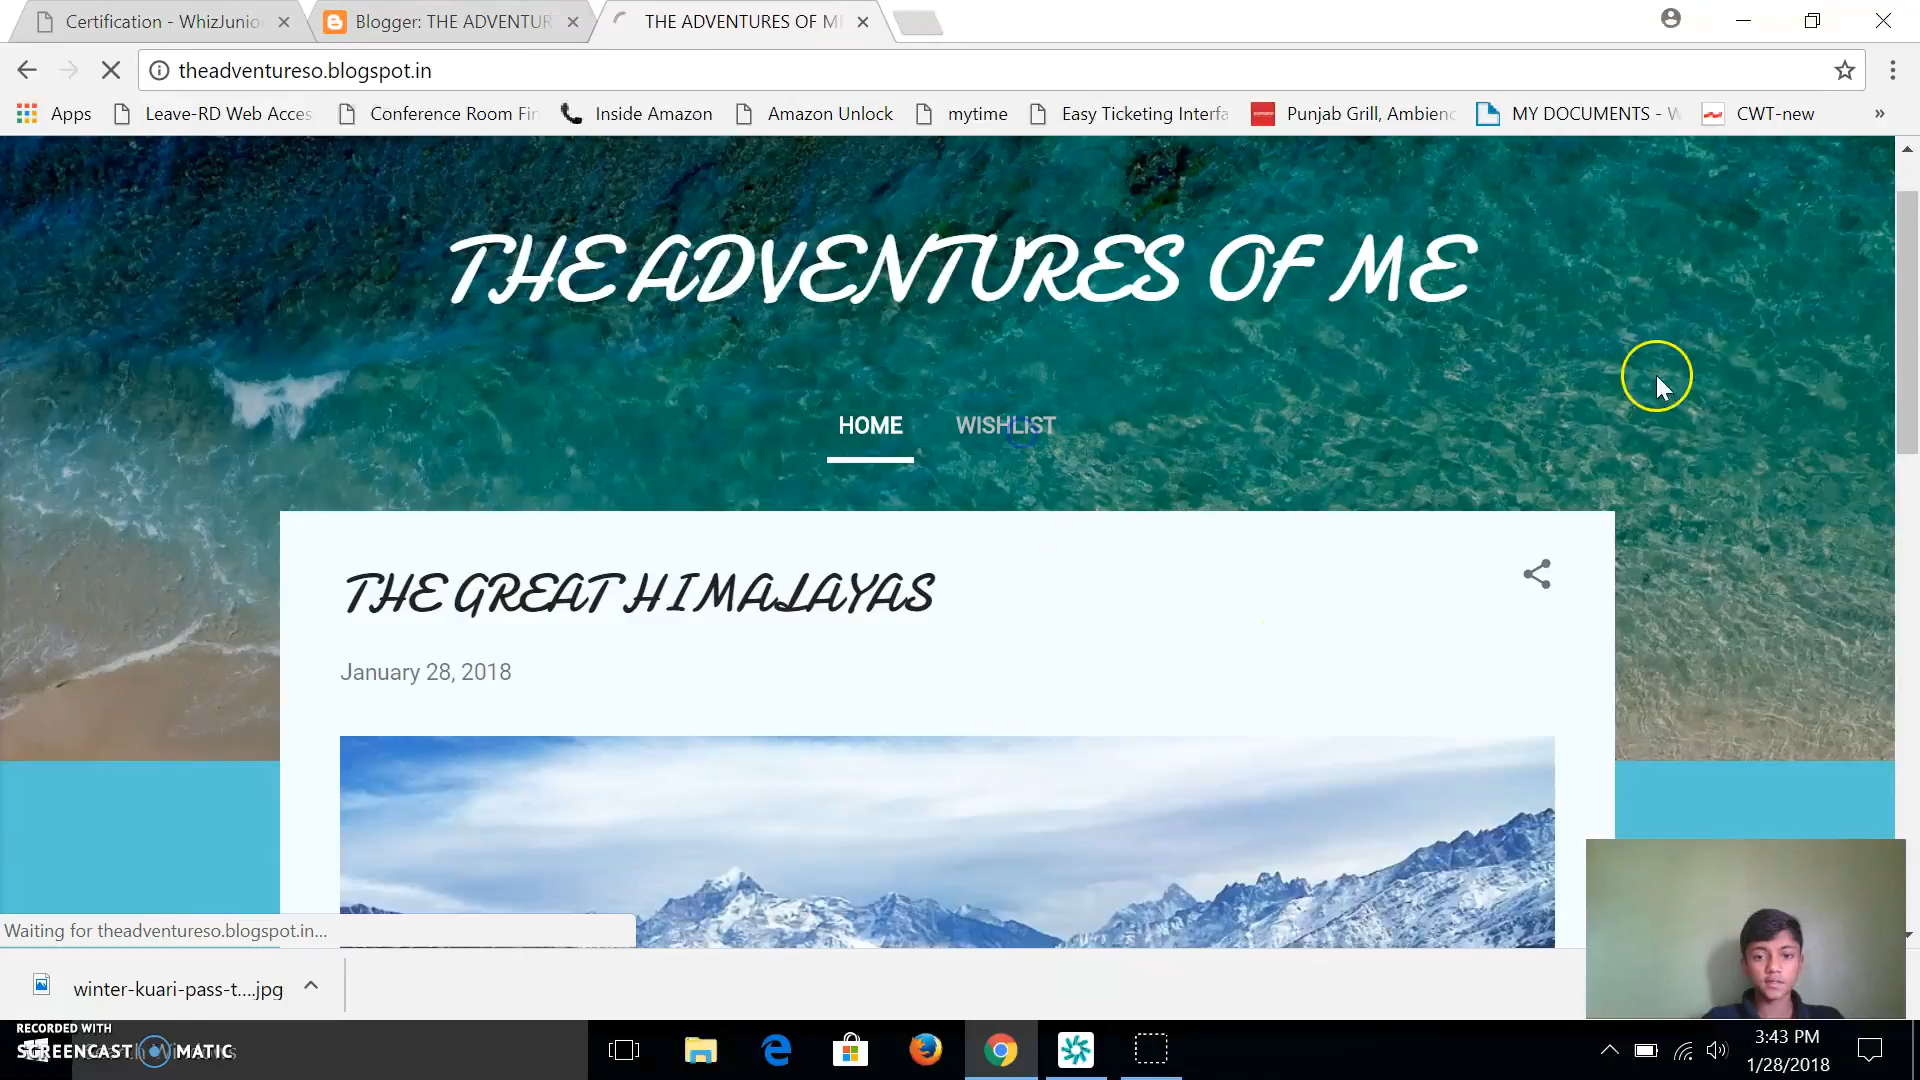 Certification - WhizJunio
Blogger: THE ADVENTUR
THE ADVENTURES OF ME
theadventureso.blogspot.in
Apps
Leave-RD Web Acces
Conference Room Fin
Inside Amazon
Amazon Unlock
mytime
Easy Ticketing Interfa
Punjab Grill, Ambienc
MY DOCUMENTS - W
CWT-new
»
THE ADVENTURES OF ME
HOME
WISHLIST
THE GREAT HIMALAYAS
January 28, 2018
Waiting for theadventureso.blogspot.in...
winter-kuari-pass-t....jpg
RECORDED WITH
SCREENCAST MATIC
3:43 PM
1/28/2018